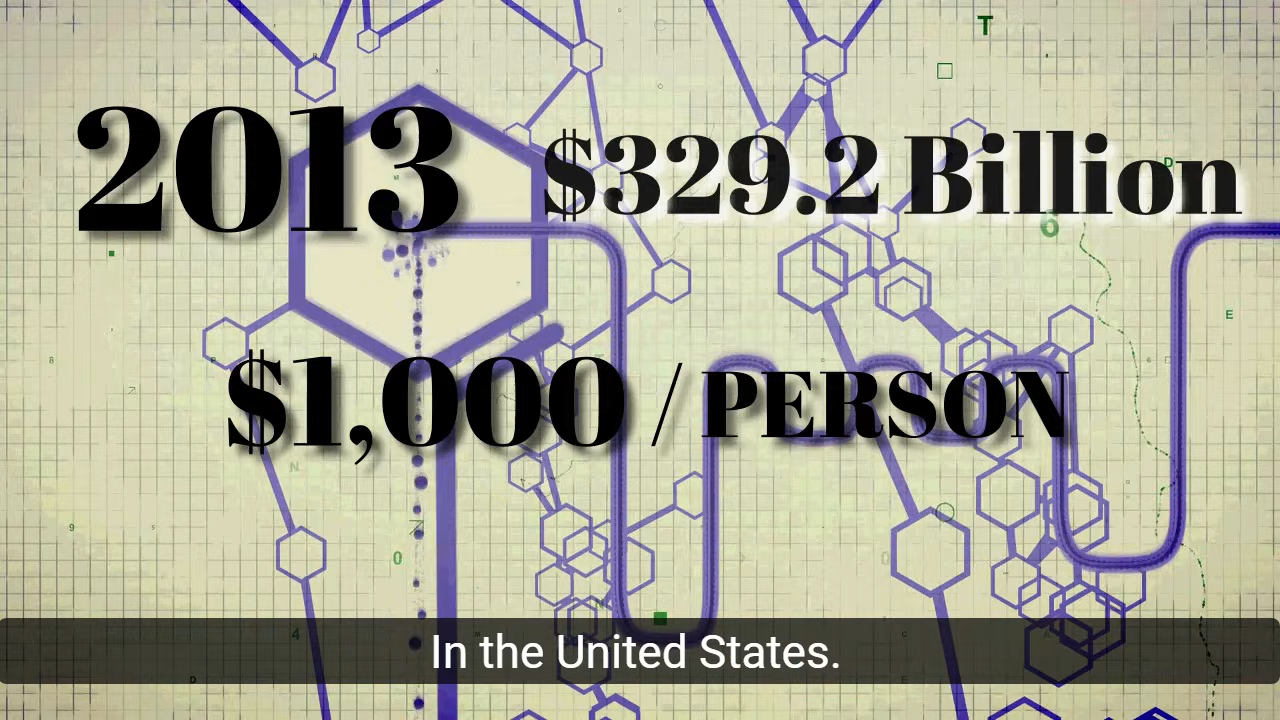 2013 $329.2 Billion
$1,000 / PERSON
In the United States.